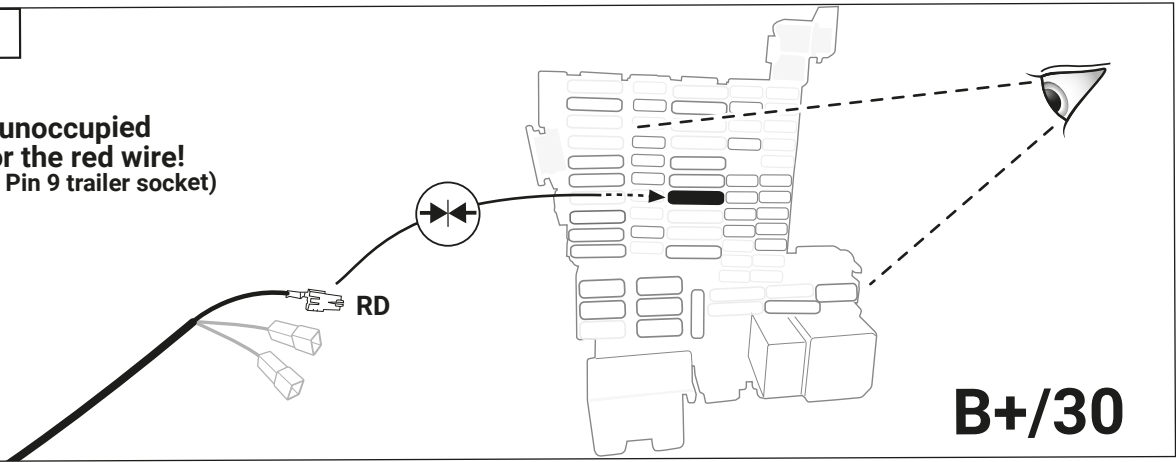 unoccupied
or the red wire!
Pin 9 trailer socket)
RD
B+/30